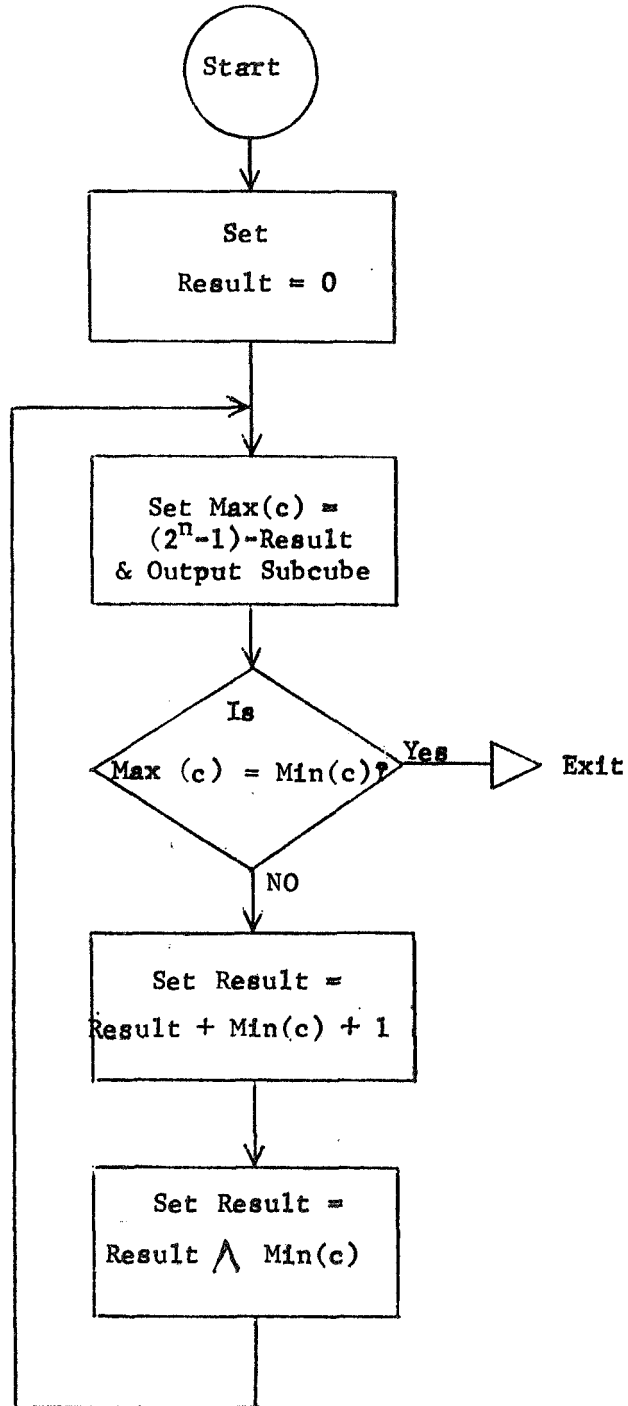 Start
Set
Result = 0
Set Max(c) =
(2ⁿ-1)-Result
& Output Subcube
Is
Max (c) = Min(c)?
Yes
Exit
NO
Set Result =
Result + Min(c) + 1
Set Result =
Result ∧ Min(c)